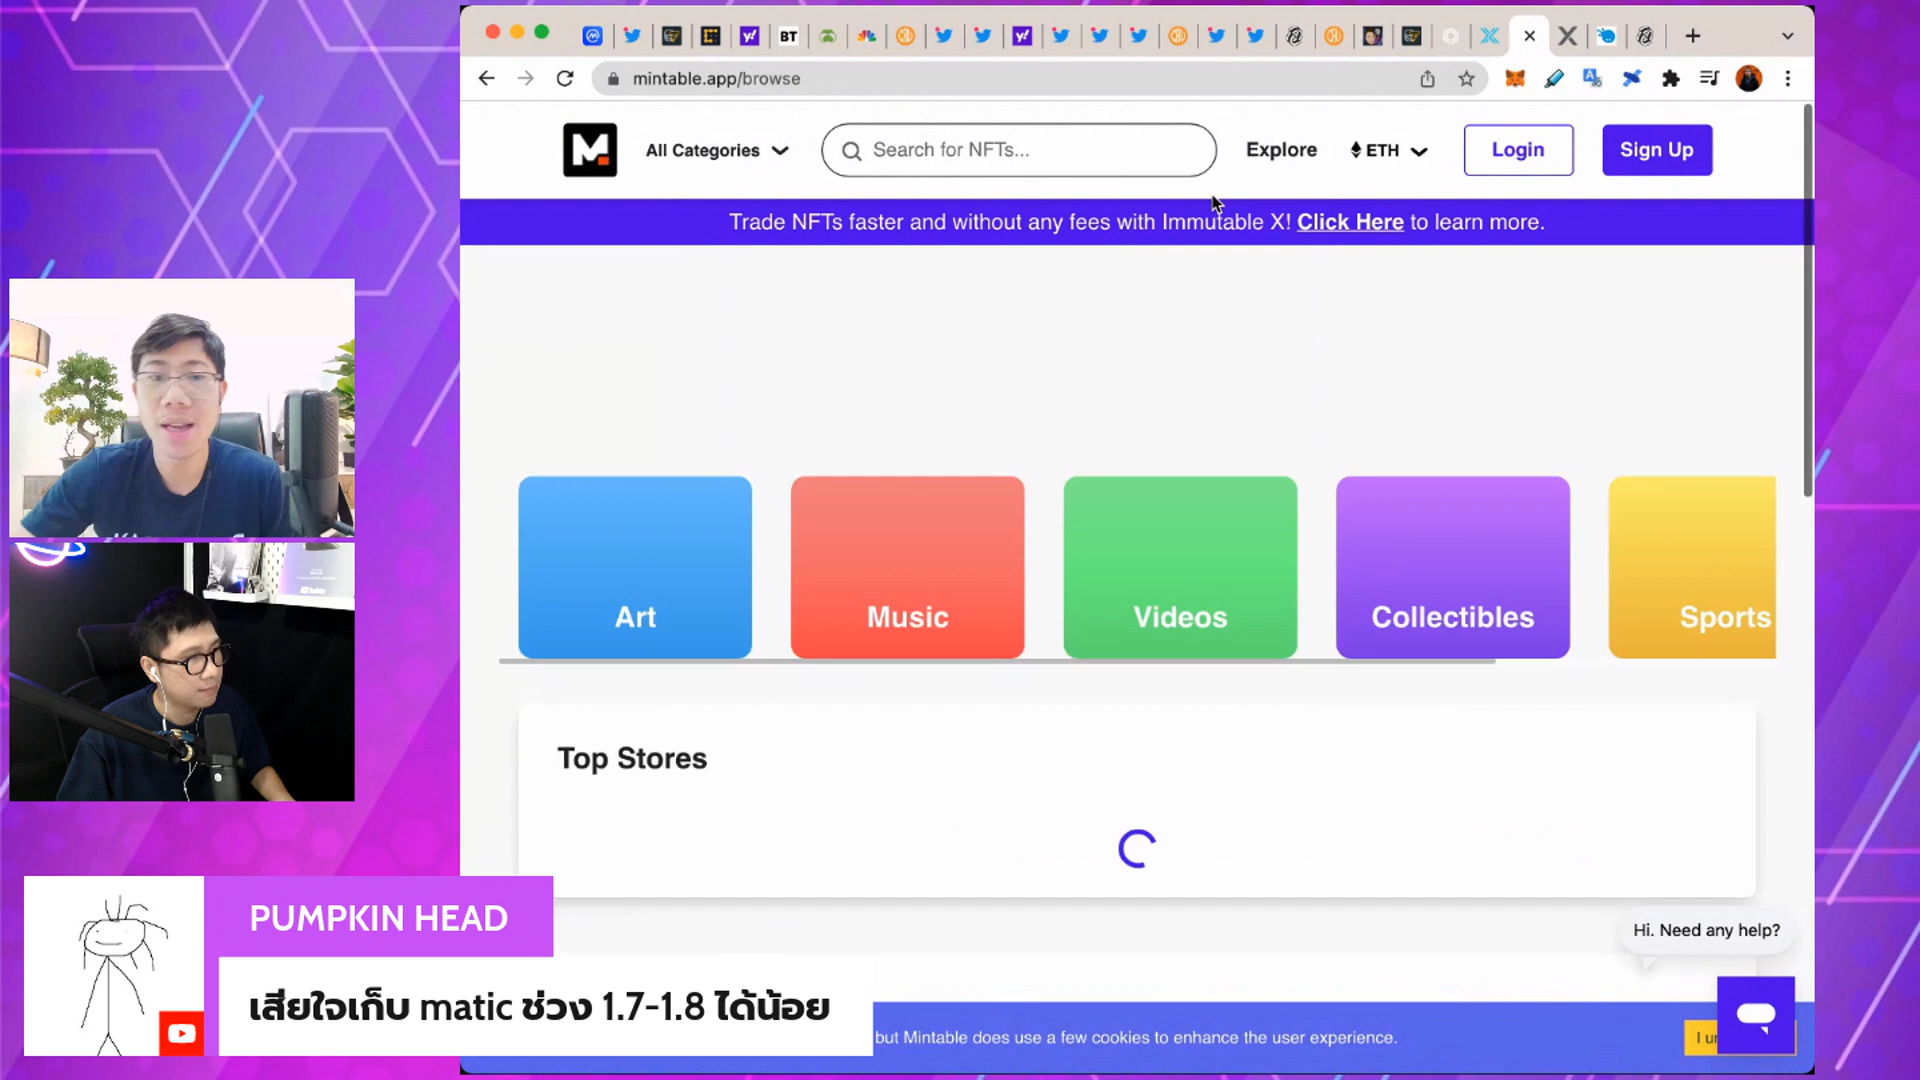 BT
mintable.app/browse
M.
All Categories
Search for NFTs...
Explore
ETH
Login
Sign Up
Trade NFTs faster and without any fees with Immutable X! Click Here to learn more.
Art
Music
Videos
Collectibles
Sports
Top Stores
Hi. Need any help?
PUMPKIN HEAD
เสียใจเก็บ matic ช่วง 1.7-1.8 ได้น้อย
but Mintable does use a few cookies to enhance the user experience.